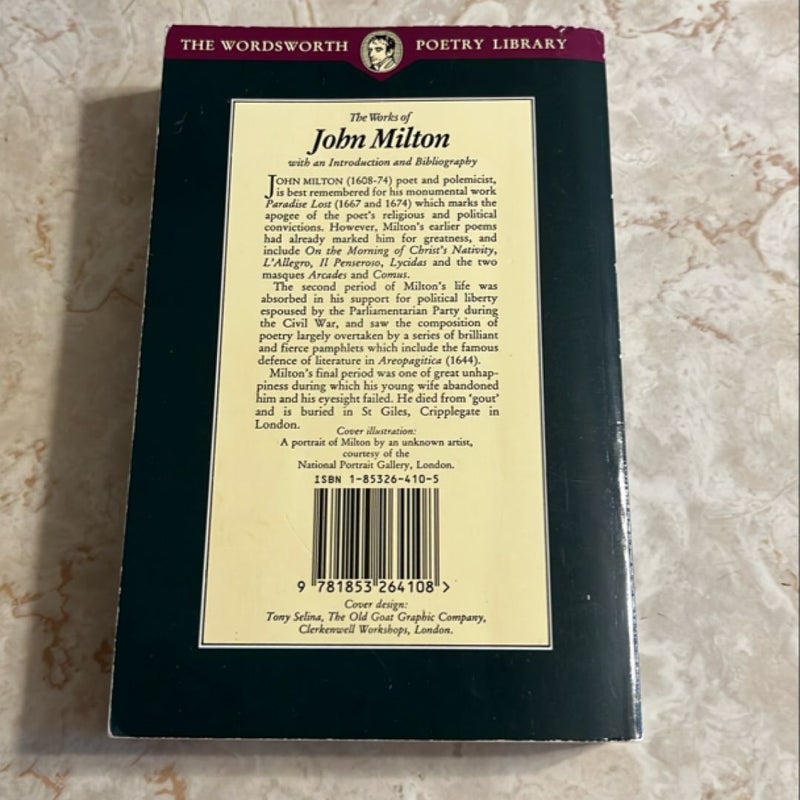 THE WORDSWORTH POETRY LIBRARY
The Works of
John Milton
with an Introduction and Bibliography
JOHN MILTON (1608-74) poet and polemicist,
is best remembered for his monumental work
Paradise Lost (1667 and 1674) which marks the
apogee of the poet's religious and political
convictions. However, Milton's earlier poems
had already marked him for greatness, and
include On the Morning of Christ's Nativity,
L'Allegro, Il Penseroso, Lycidas and the two
masques Arcades and Comus.
The second period of Milton's life was
absorbed in his support for political liberty
espoused by the Parliamentarian Party during
the Civil War, and saw the composition of
poetry largely overtaken by a series of brilliant
and fierce pamphlets which include the famous
defence of literature in Areopagitica (1644).
Milton's final period was one of great unhap-
piness during which his young wife abandoned
him and his eyesight failed. He died from 'gout'
and is buried in St Giles, Cripplegate in
London.
Cover illustration:
A portrait of Milton by an unknown artist,
courtesy of the
National Portrait Gallery, London.
ISBN 1-85326-410-5
9 781853 264108 >
Cover design:
Tony Selina, The Old Goat Graphic Company,
Clerkenwell Workshops, London.